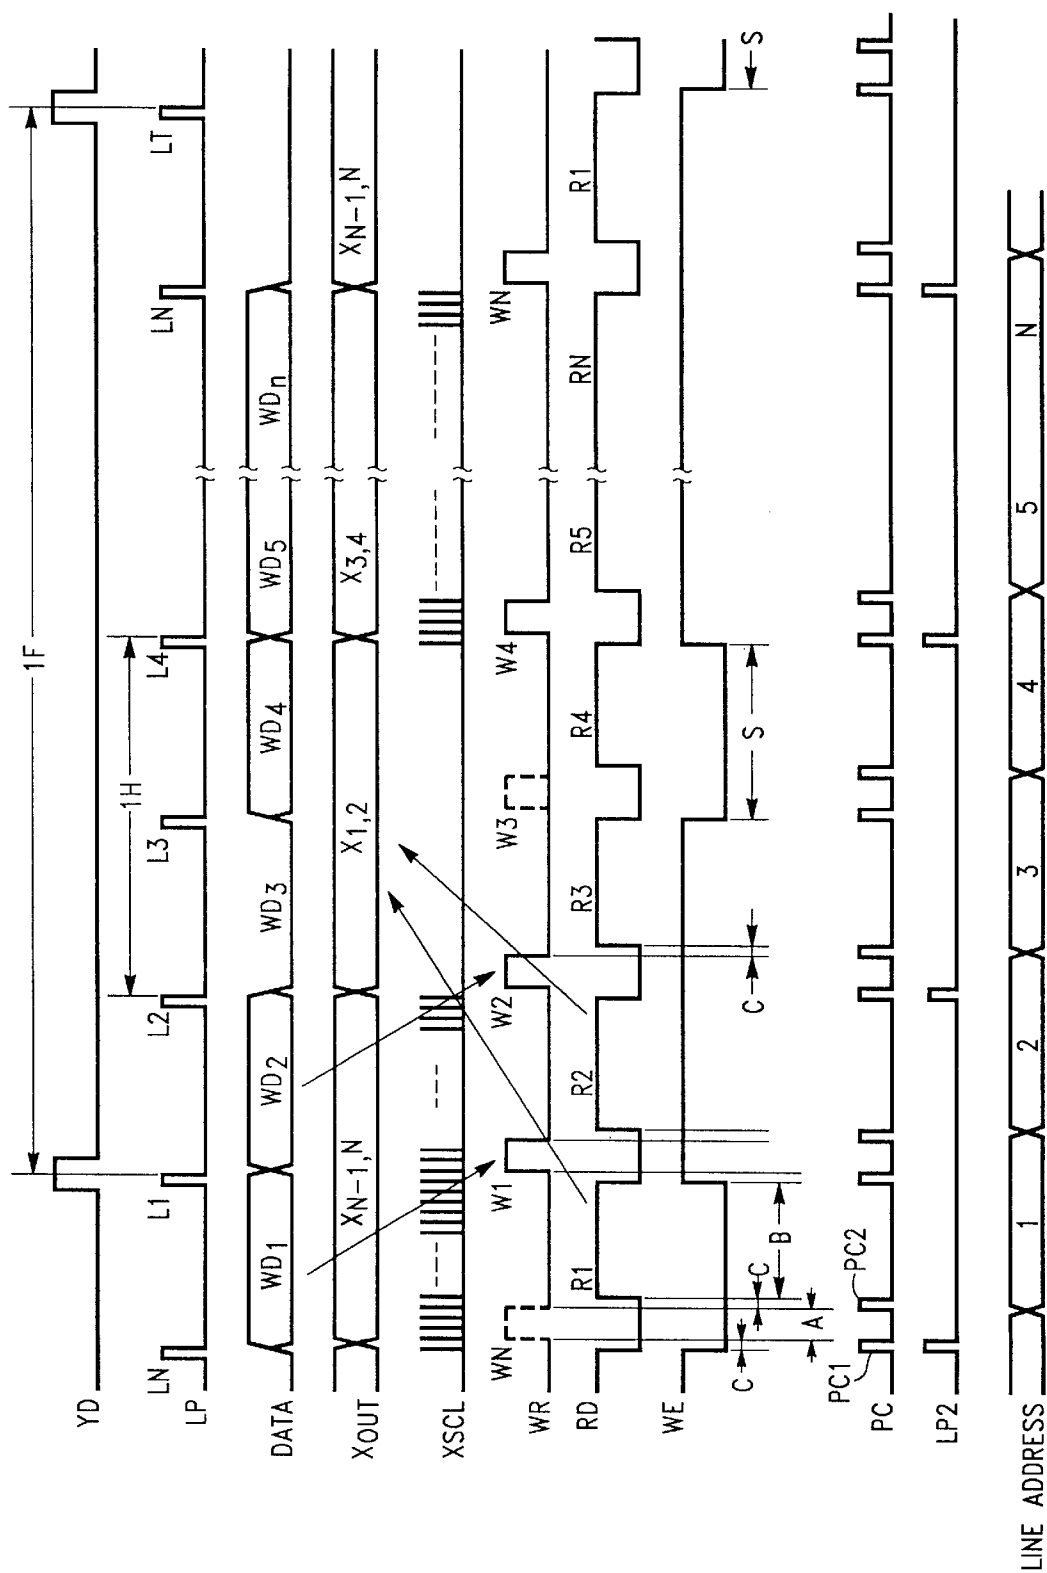 1F
YD
LN L1 L2 L3 L4 LN LT
1H
LP
WD1 WD2 WD3 WD4 WD5 WDn
DATA
XN-1,N X1,2 X3,4 XN-1,N
XOUT
XSCL
WN W1 W2 W3 W4 WN
WR
R1 R2 R3 R4 R5 RN R1
RD
WE
C A C B C S S
PC1 PC2
PC
LP2
LINE ADDRESS 1 2 3 4 5 N